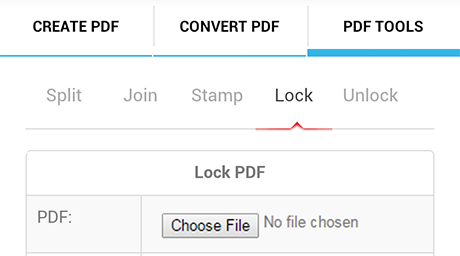 CREATE PDF CONVERT PDF PDF TOOLS
Split Join Stamp Lock Unlock
Lock PDF
PDF: Choose File No file chosen